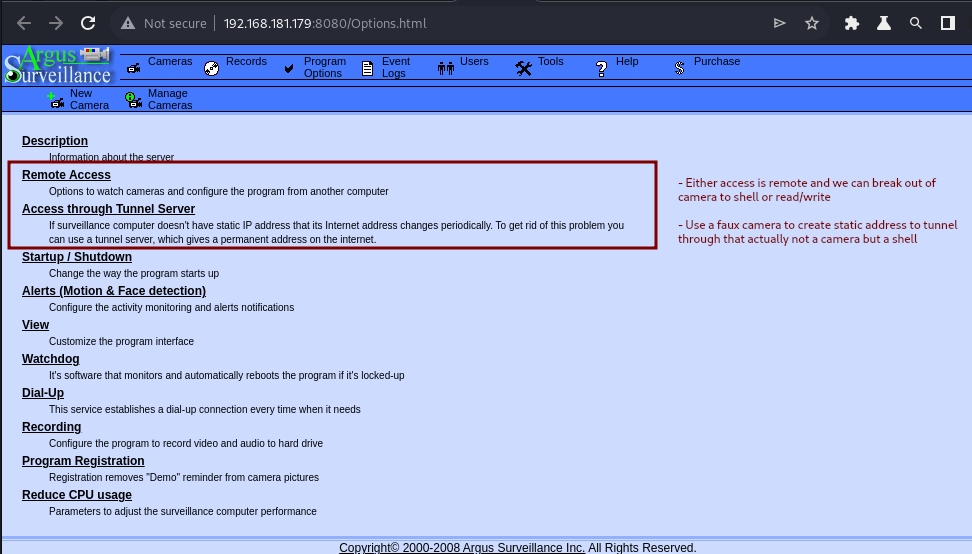 Not secure | 192.168.181.179:8080/Options.html
Argus
Surveillance
Cameras
Records
Program
Options
Event
Logs
Users
Tools
Help
Purchase
New
Camera
Manage
Cameras
Description
Information about the server
Remote Access
Options to watch cameras and configure the program from another computer
Access through Tunnel Server
If surveillance computer doesn't have static IP address that its Internet address changes periodically. To get rid of this problem you
can use a tunnel server, which gives a permanent address on the internet.
- Either access is remote and we can break out of
camera to shell or read/write
- Use a faux camera to create static address to tunnel
through that actually not a camera but a shell
Startup / Shutdown
Change the way the program starts up
Alerts (Motion & Face detection)
Configure the activity monitoring and alerts notifications
View
Customize the program interface
Watchdog
It's software that monitors and automatically reboots the program if it's locked-up
Dial-Up
This service establishes a dial-up connection every time when it needs
Recording
Configure the program to record video and audio to hard drive
Program Registration
Registration removes "Demo" reminder from camera pictures
Reduce CPU usage
Parameters to adjust the surveillance computer performance
Copyright© 2000-2008 Argus Surveillance Inc. All Rights Reserved.